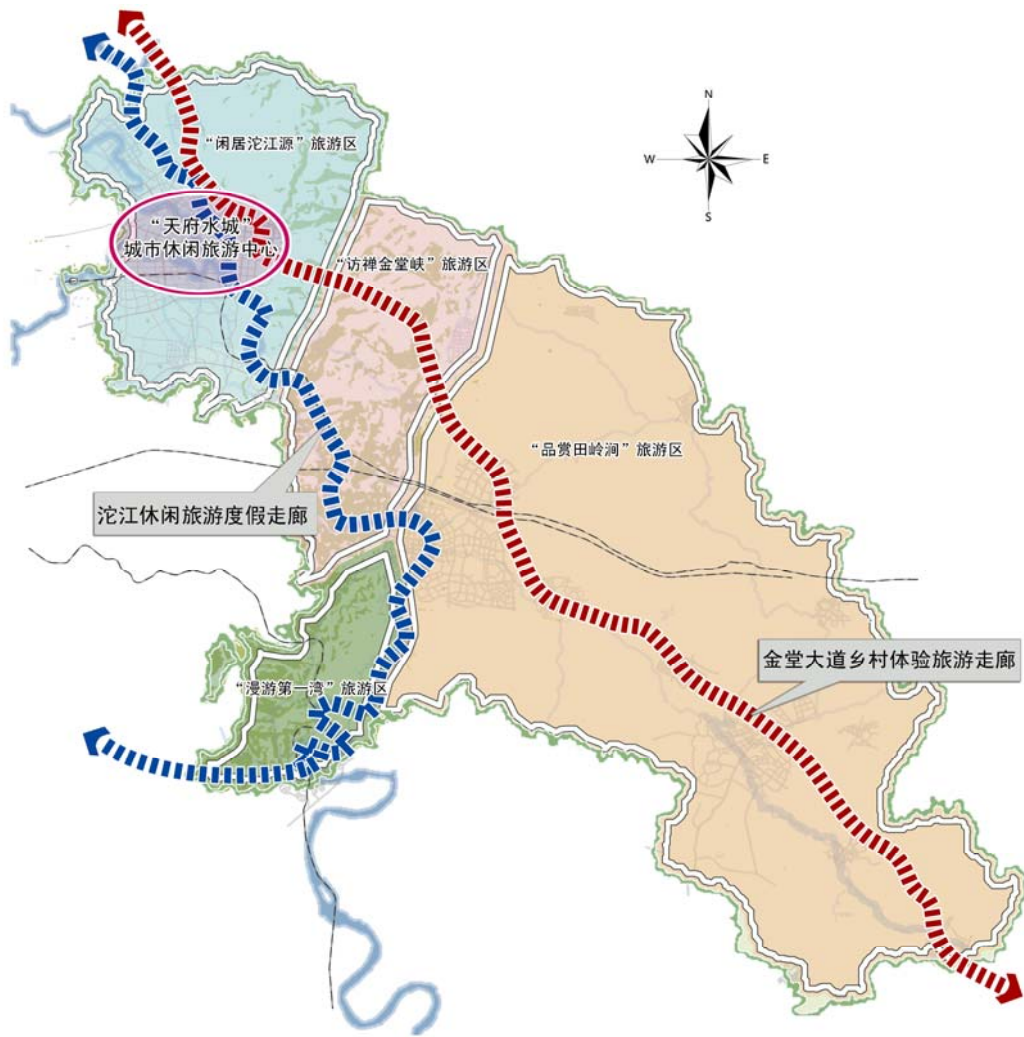 N
W
E
S
“闲居沱江源”旅游区
“天府水城”
城市休闲旅游中心
“访禅金堂峡”旅游区
“品赏田岭涧”旅游区
沱江休闲旅游度假走廊
金堂大道乡村体验旅游走廊
“漫游第一湾”旅游区